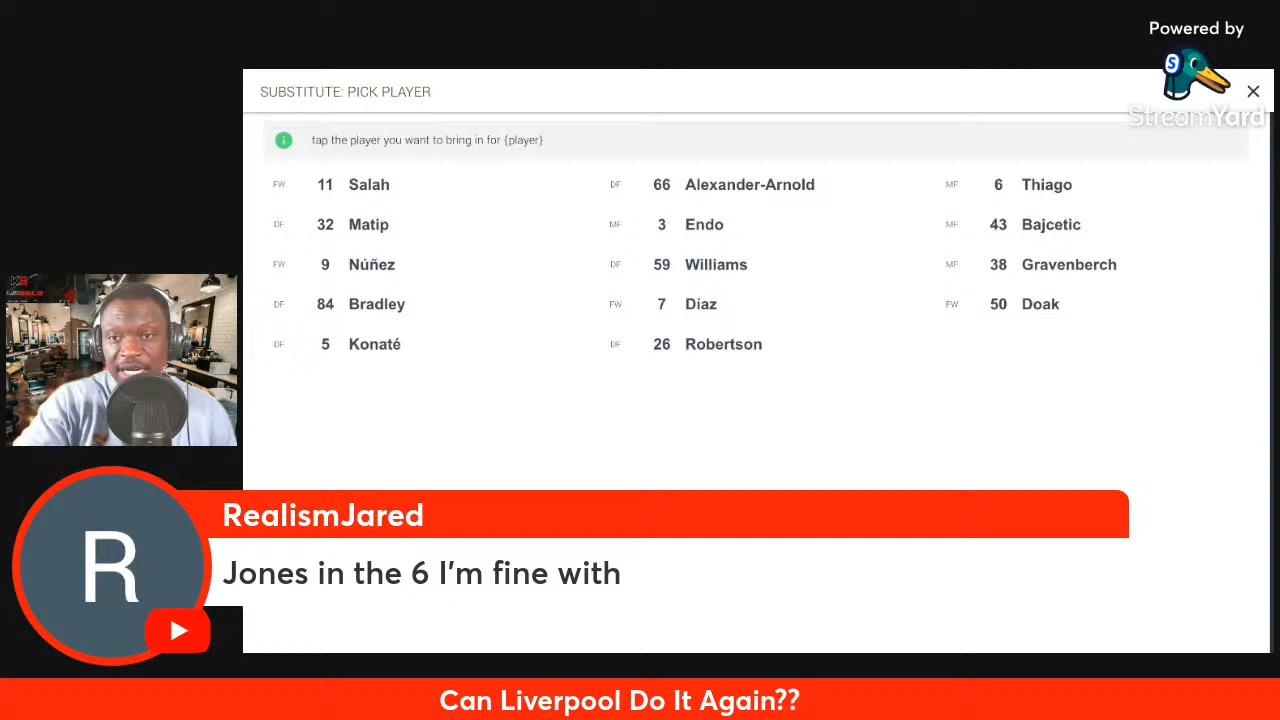 Powered by
S
StreamYard
SUBSTITUTE: PICK PLAYER
tap the player you want to bring in for {player}
FW 11 Salah
DF 32 Matip
FW 9 Núñez
DF 84 Bradley
DF 5 Konaté
DF 66 Alexander-Arnold
MF 3 Endo
DF 59 Williams
FW 7 Díaz
DF 26 Robertson
MF 6 Thiago
MF 43 Bajcetic
MF 38 Gravenberch
FW 50 Doak
R
RealismJared
Jones in the 6 I'm fine with
Can Liverpool Do It Again??